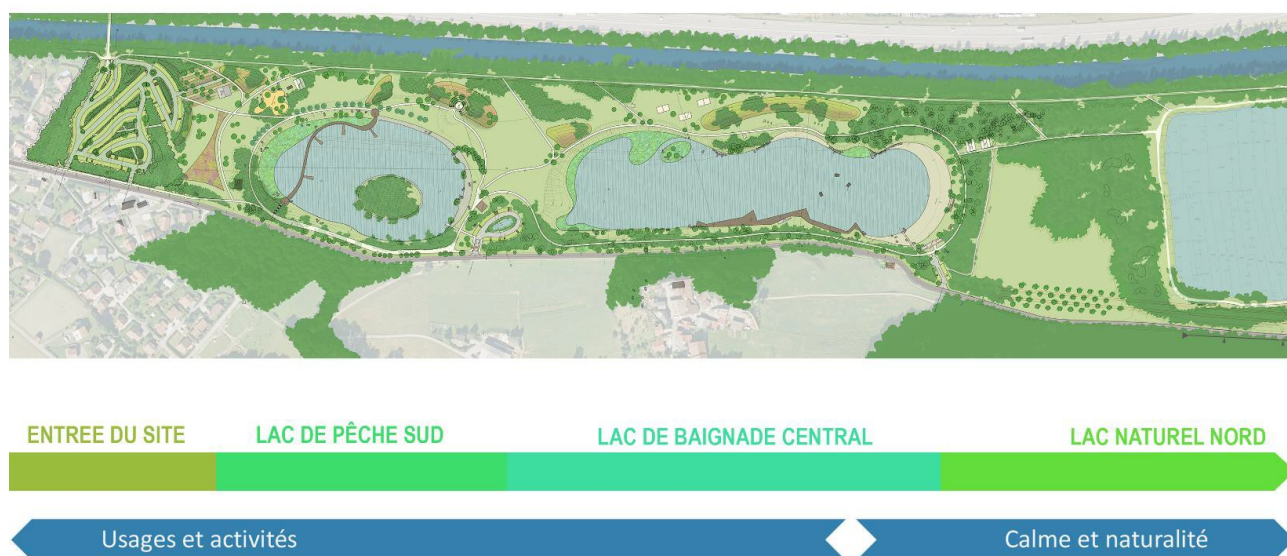 ENTREE DU SITE
LAC DE PÊCHE SUD
LAC DE BAIGNADE CENTRAL
LAC NATUREL NORD
Usages et activités
Calme et naturalité